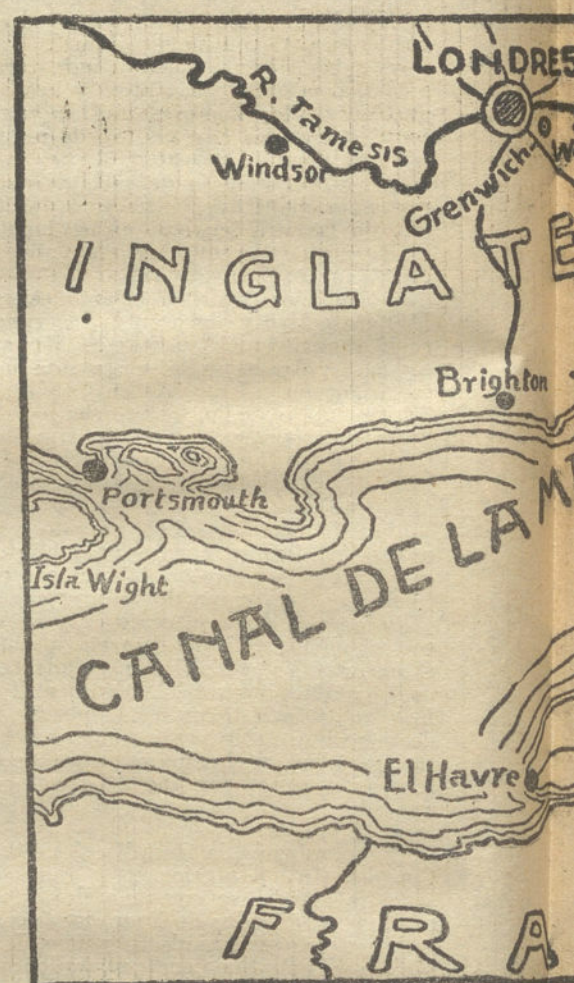 LONDRES
R. Tamesis
Windsor
Grenwich
W
INGLATE
Brighton
Portsmouth
Isla Wight
CANAL DE LA M
El Havre
FRA